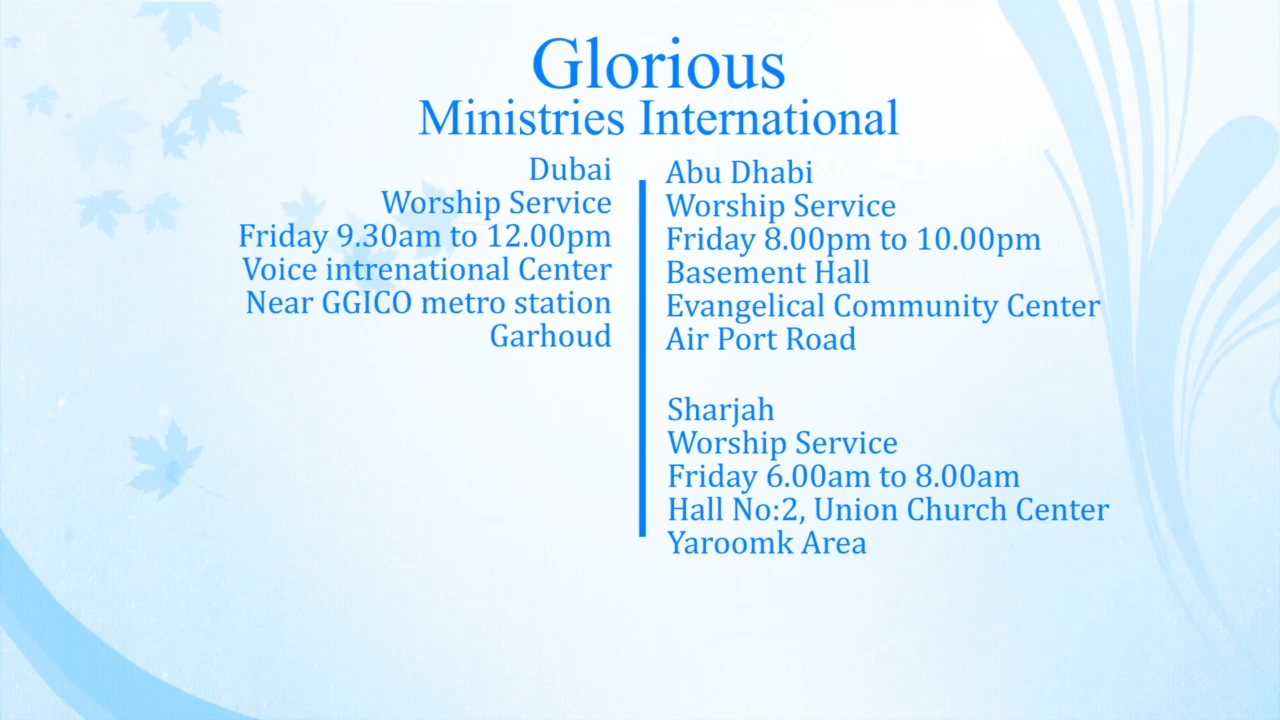 Glorious
Ministries International
Dubai
Worship Service
Friday 9.30am to 12.00pm
Voice intrenational Center
Near GGICO metro station
Garhoud
Abu Dhabi
Worship Service
Friday 8.00pm to 10.00pm
Basement Hall
Evangelical Community Center
Air Port Road
Sharjah
Worship Service
Friday 6.00am to 8.00am
Hall No:2, Union Church Center
Yaroomk Area